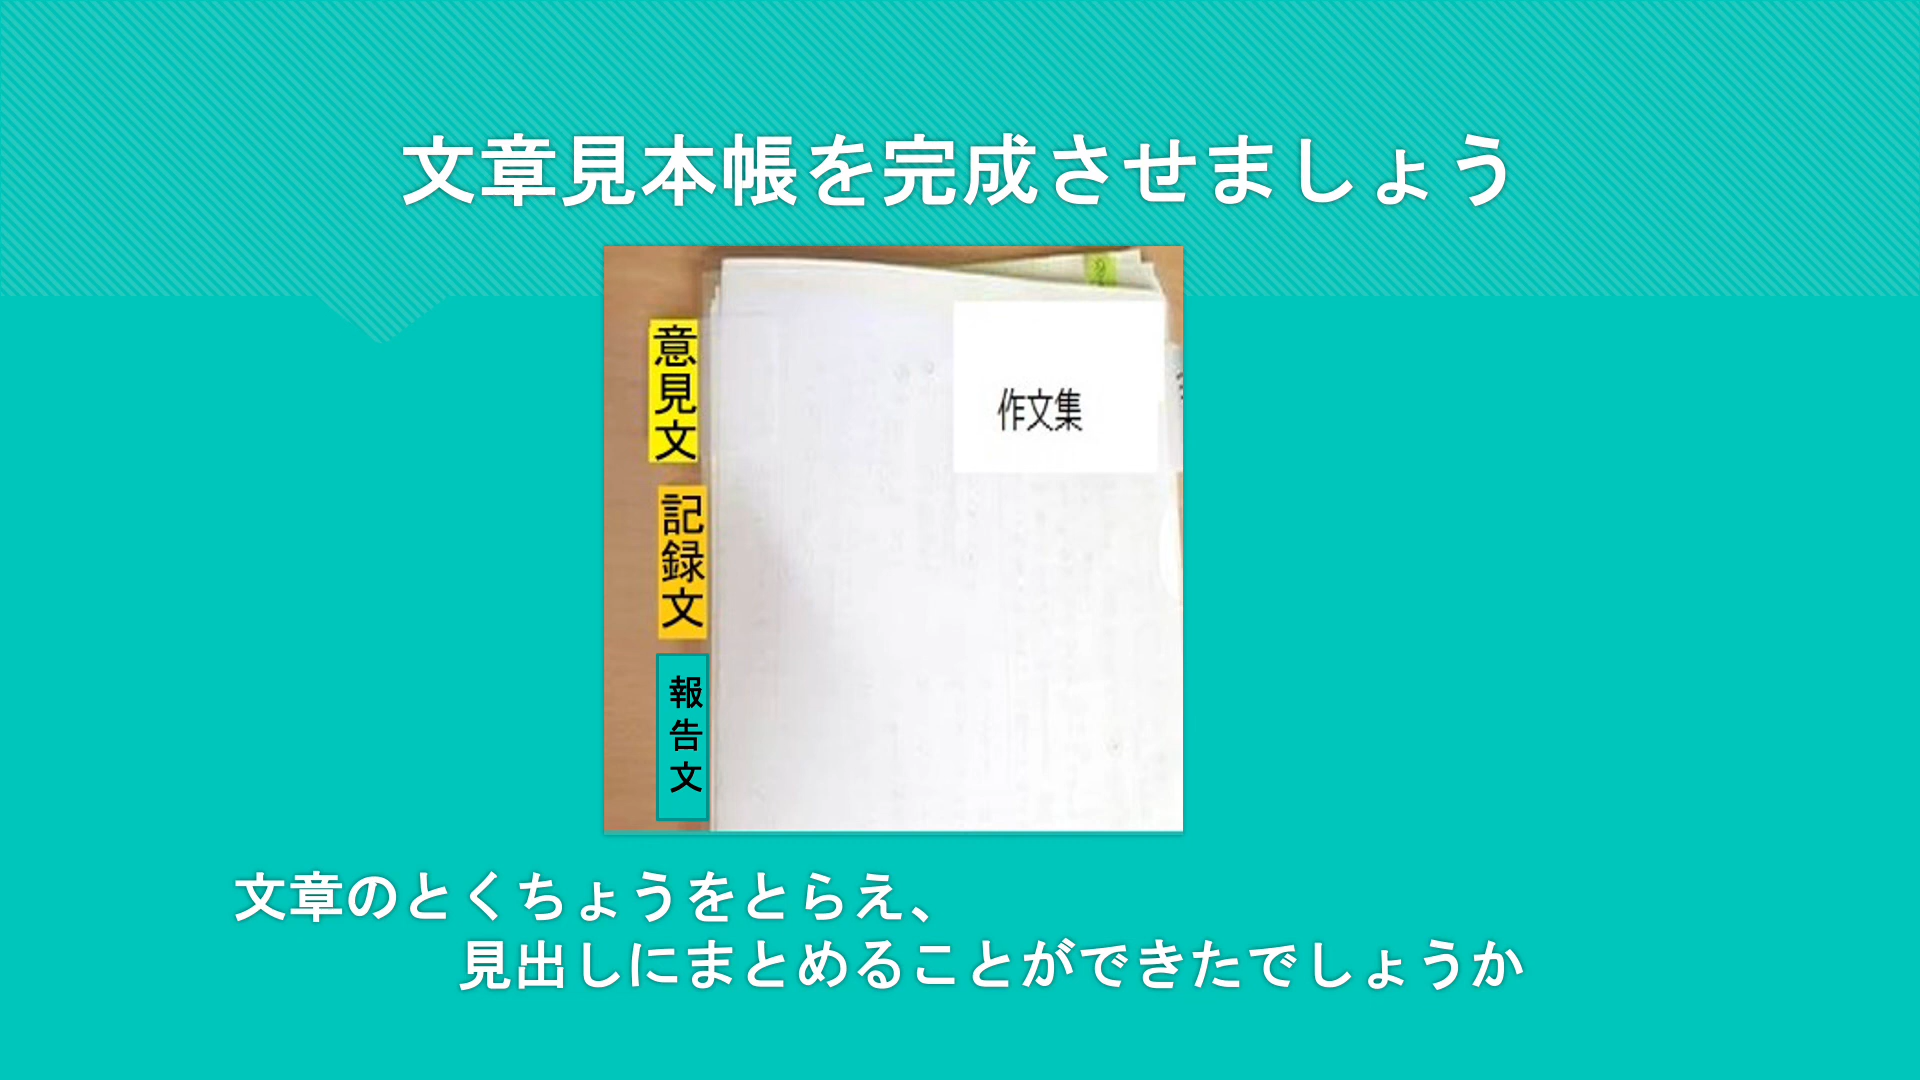 文章見本帳を完成させましょう
作文集
意見文
記録文
報告文
文章のとくちょうをとらえ、
見出しにまとめることができたでしょうか